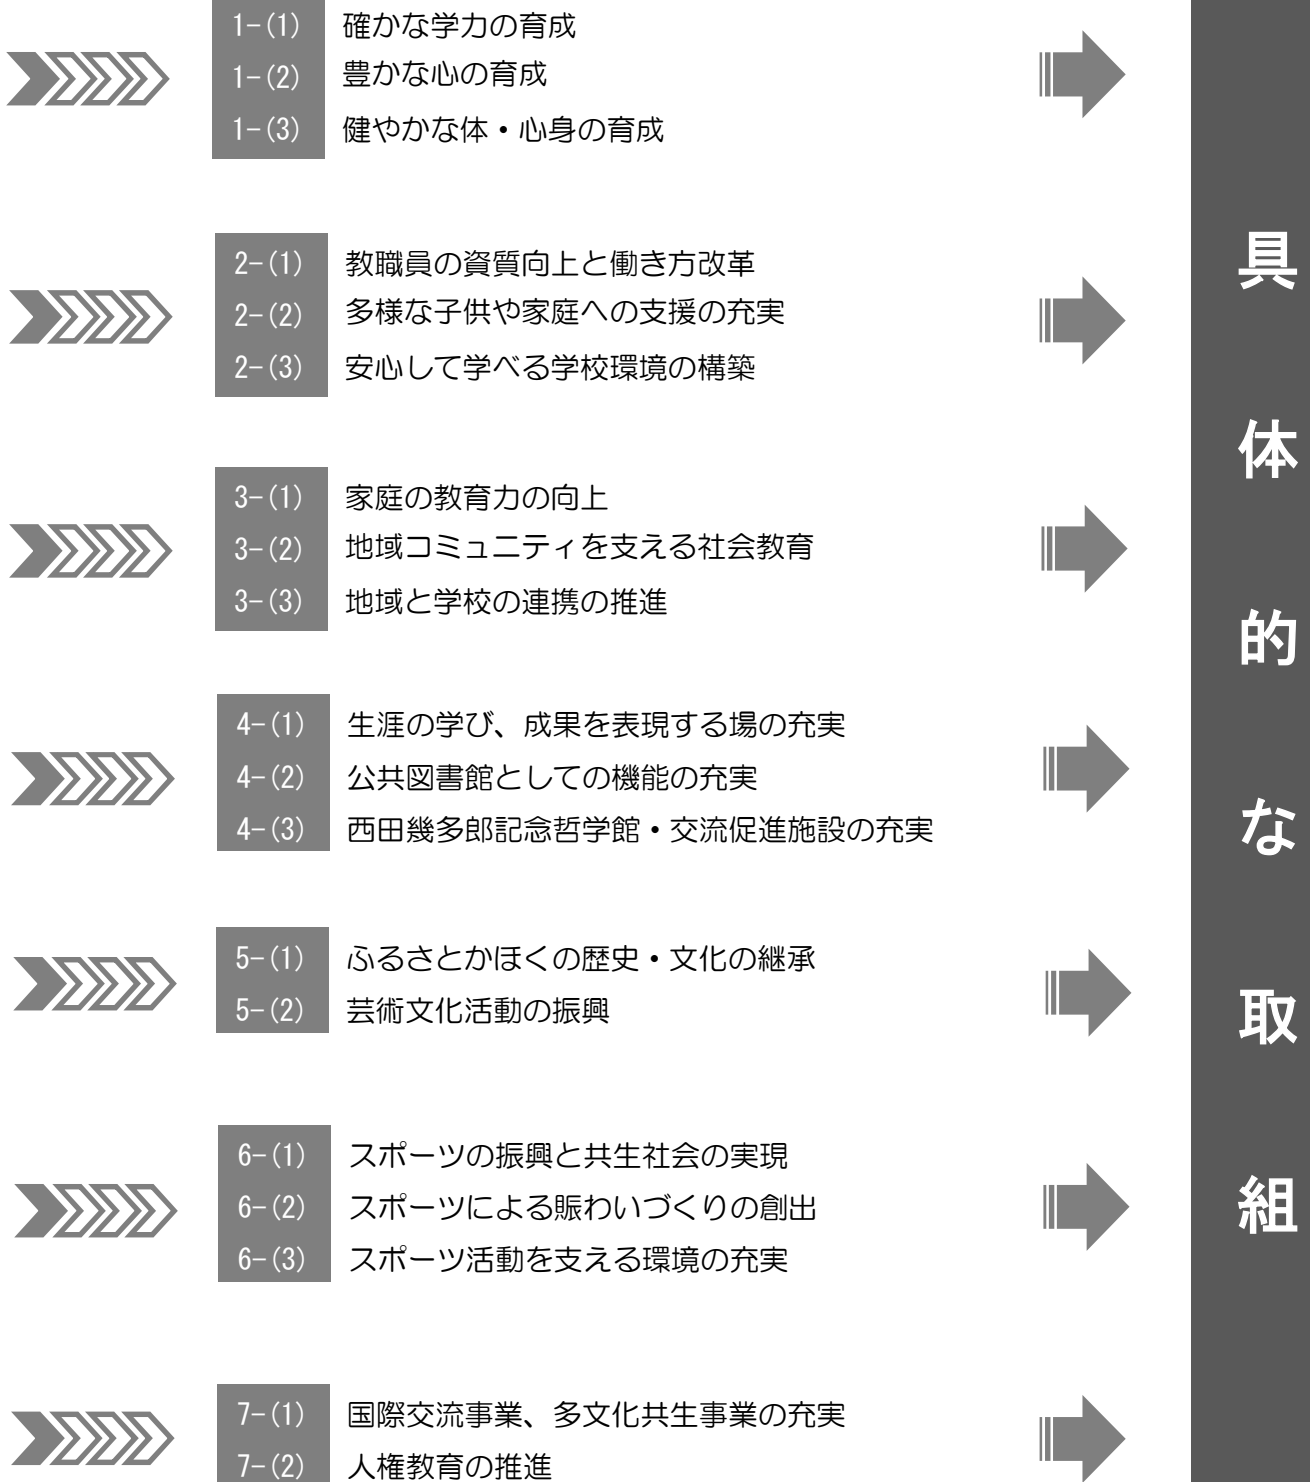 1-(1) 確かな学力の育成
1-(2) 豊かな心の育成
1-(3) 健やかな体・心身の育成
2-(1) 教職員の資質向上と働き方改革
2-(2) 多様な子供や家庭への支援の充実
2-(3) 安心して学べる学校環境の構築
3-(1) 家庭の教育力の向上
3-(2) 地域コミュニティを支える社会教育
3-(3) 地域と学校の連携の推進
4-(1) 生涯の学び、成果を表現する場の充実
4-(2) 公共図書館としての機能の充実
4-(3) 西田幾多郎記念哲学館・交流促進施設の充実
5-(1) ふるさとかほくの歴史・文化の継承
5-(2) 芸術文化活動の振興
6-(1) スポーツの振興と共生社会の実現
6-(2) スポーツによる賑わいづくりの創出
6-(3) スポーツ活動を支える環境の充実
7-(1) 国際交流事業、多文化共生事業の充実
7-(2) 人権教育の推進
具体的な取組